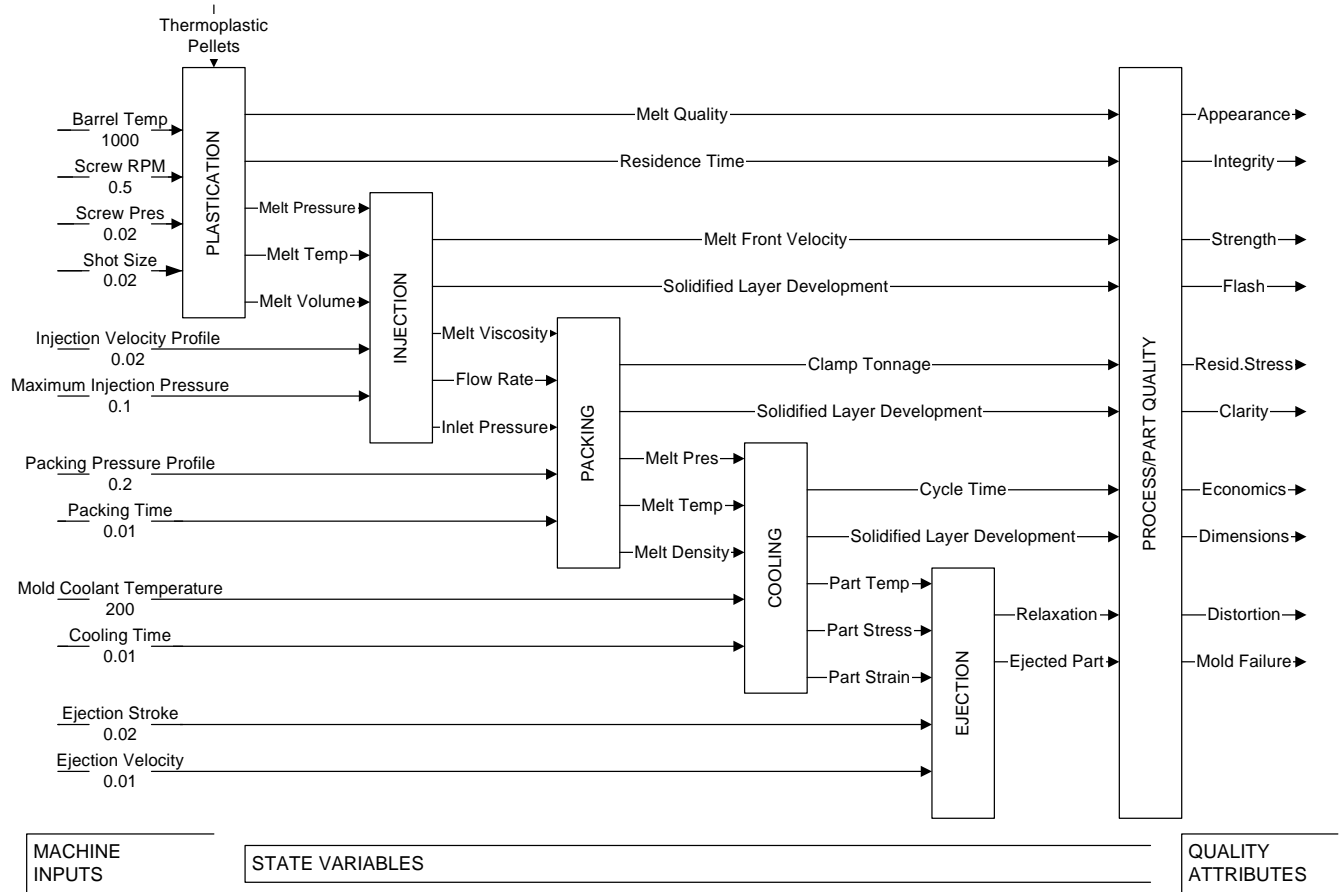 Thermoplastic
Pellets
Barrel Temp
1000
Screw RPM
0.5
Screw Pres
0.02
Shot Size
0.02
PLASTICATION
Melt Quality
Residence Time
Melt Pressure
Melt Temp
Melt Volume
Injection Velocity Profile
0.02
Maximum Injection Pressure
0.1
INJECTION
Melt Front Velocity
Solidified Layer Development
Melt Viscosity
Flow Rate
Inlet Pressure
Packing Pressure Profile
0.2
Packing Time
0.01
PACKING
Clamp Tonnage
Solidified Layer Development
Melt Pres
Melt Temp
Melt Density
Mold Coolant Temperature
200
Cooling Time
0.01
COOLING
Cycle Time
Solidified Layer Development
Part Temp
Part Stress
Part Strain
Ejection Stroke
0.02
Ejection Velocity
0.01
EJECTION
Relaxation
Ejected Part
PROCESS/PART QUALITY
Appearance
Integrity
Strength
Flash
Resid.Stress
Clarity
Economics
Dimensions
Distortion
Mold Failure
MACHINE
INPUTS
STATE VARIABLES
QUALITY
ATTRIBUTES